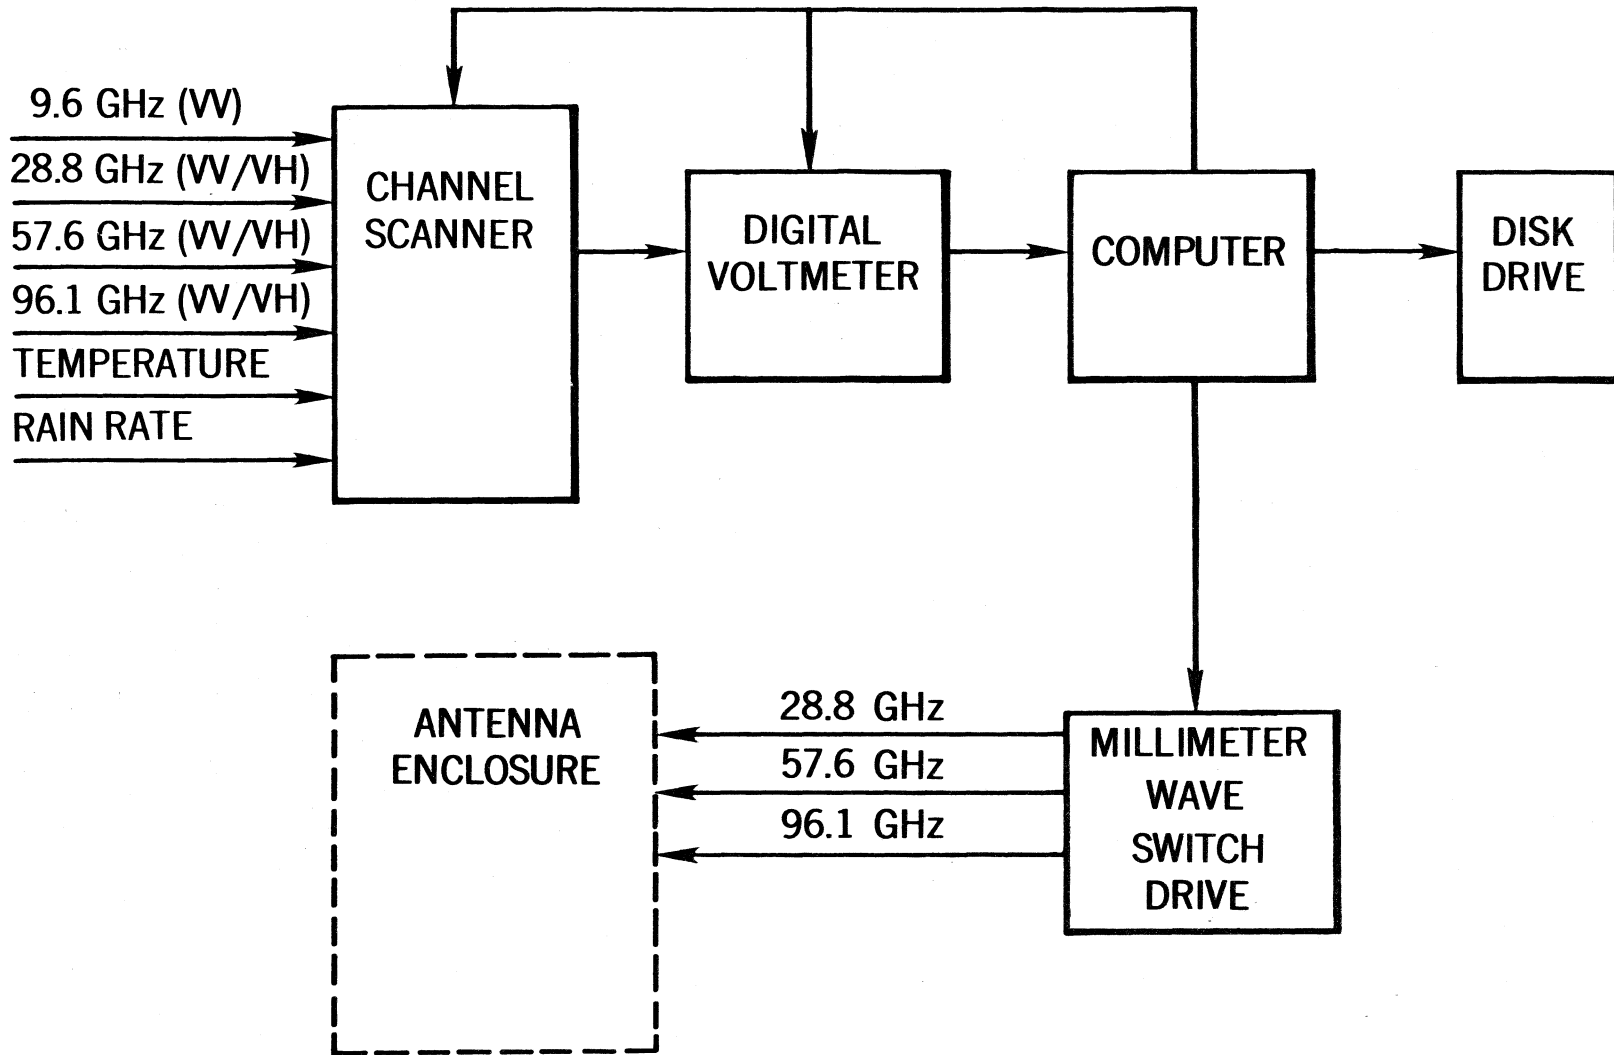 9.6 GHz (VV)
28.8 GHz (VV/VH)
57.6 GHz (VV/VH)
96.1 GHz (VV/VH)
TEMPERATURE
RAIN RATE
CHANNEL
SCANNER
DIGITAL
VOLTMETER
COMPUTER
DISK
DRIVE
ANTENNA
ENCLOSURE
28.8 GHz
57.6 GHz
96.1 GHz
MILLIMETER
WAVE
SWITCH
DRIVE